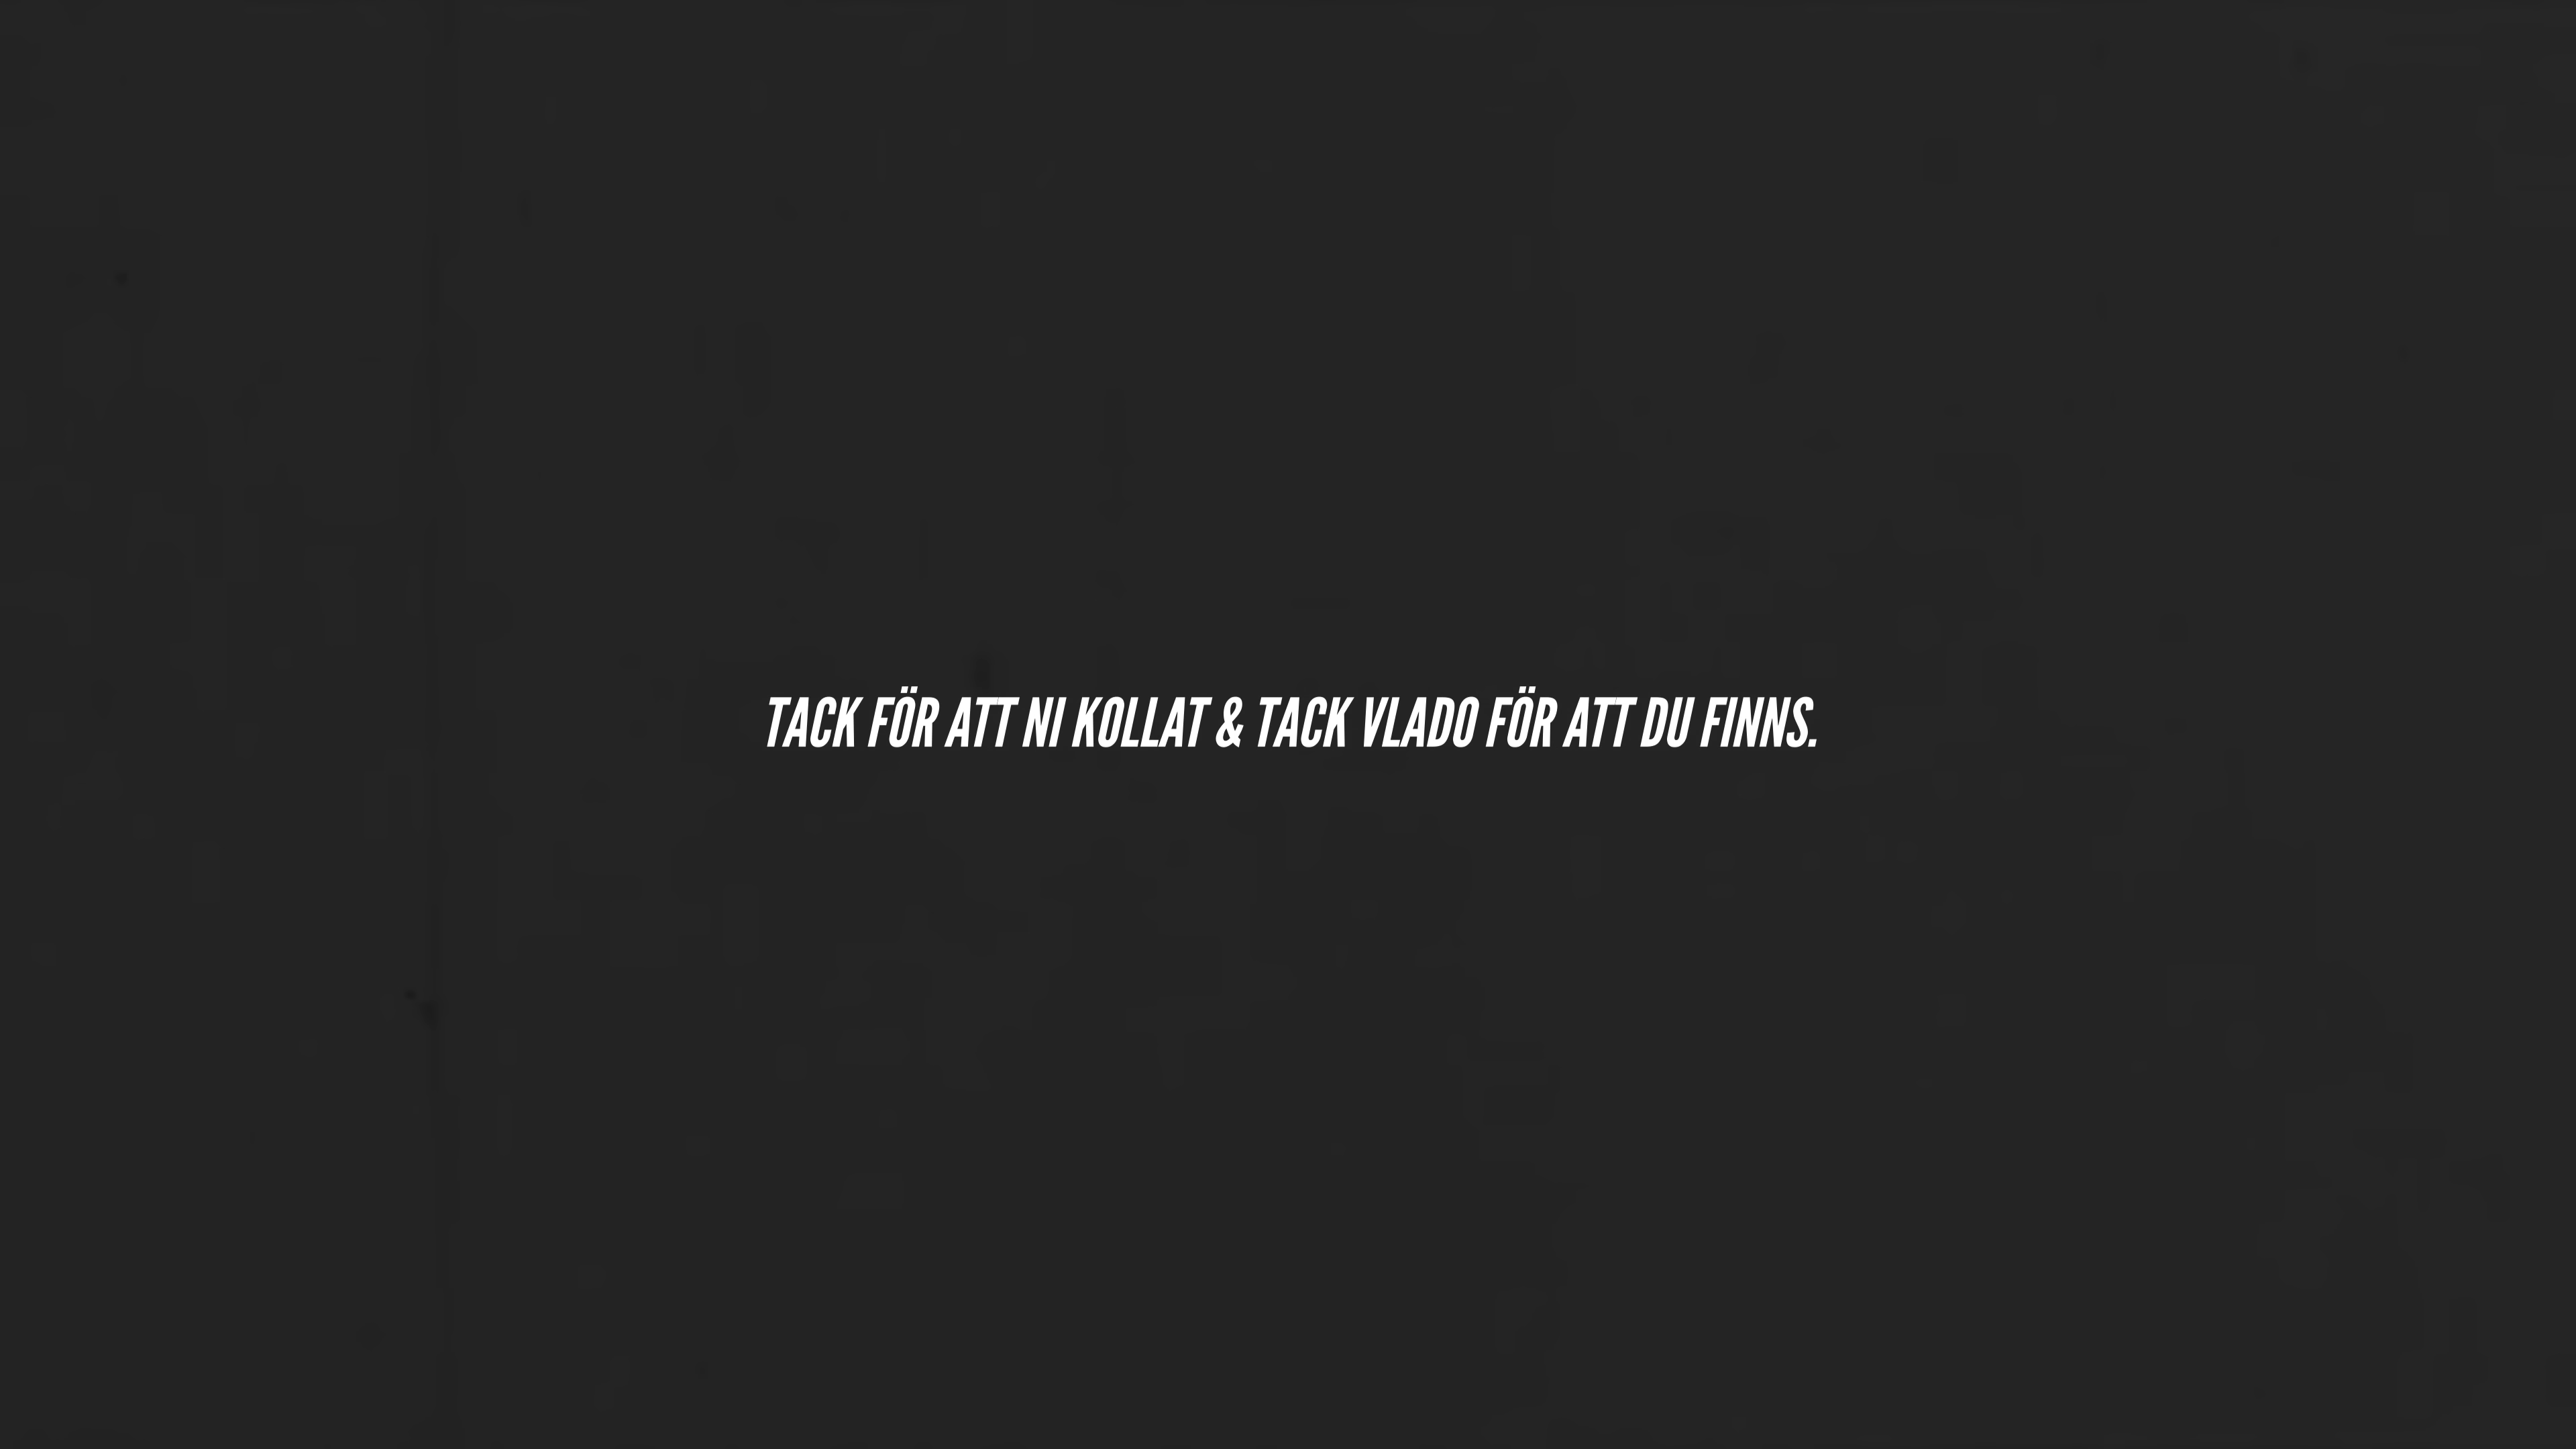 TACK FÖR ATT NI KOLLAT & TACK VLADO FÖR ATT DU FINNS.